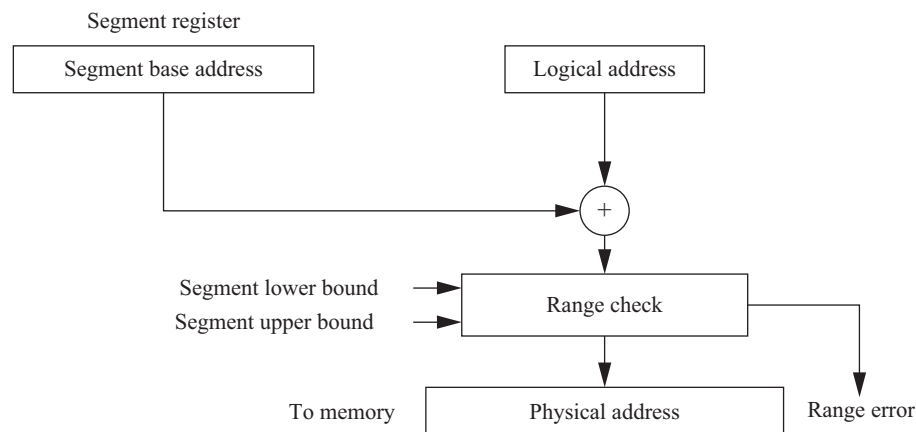 Segment register
Segment base address
Logical address
+
Segment lower bound
Segment upper bound
Range check
To memory
Physical address
Range error